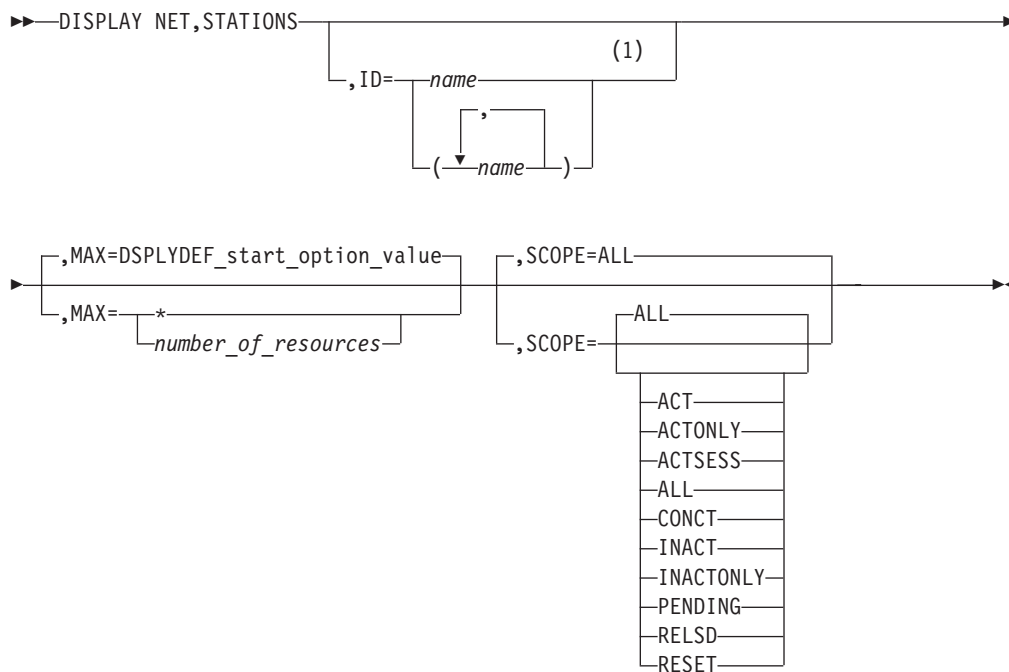 DISPLAY NET,STATIONS
(1)
,ID= name
,
( name )
,MAX=DSPLYDEF_start_option_value
,SCOPE=ALL
,MAX= *
number_of_resources
ALL
,SCOPE=
ACT
ACTONLY
ACTSESS
ALL
CONCT
INACT
INACTONLY
PENDING
RELSD
RESET